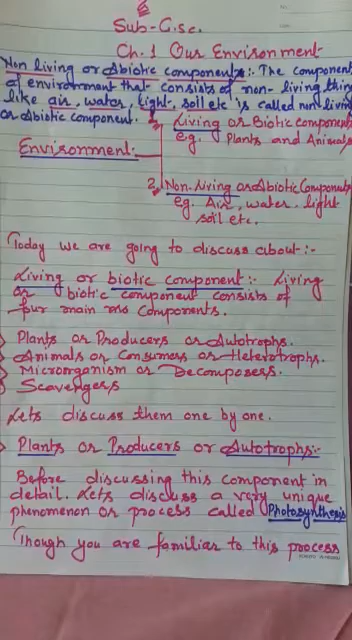 Sub-G.sc.
Ch. 1 Our Environment
Non living or Abiotic components:- The component
of environment that consists of non-living thing
like air, water, light, soil etc is called non living
or Abiotic component.
1. Living or Biotic component
e.g. Plants and Animals
Environment:-
2. Non-living or Abiotic Components
e.g. Air, water, light
soil etc.
Today we are going to discuss about:-
Living or biotic component:- Living
or biotic component consists of
four main components.
Plants or Producers or Autotrophs.
Animals or Consumers or Heterotrophs.
Microorganism or Decomposers.
Scavengers
Lets discuss them one by one.
Plants or Producers or Autotrophs:-
Before discussing this component in
detail. Lets discuss a very unique
phenomenon or process called Photosynthesis
Though you are familiar to this process